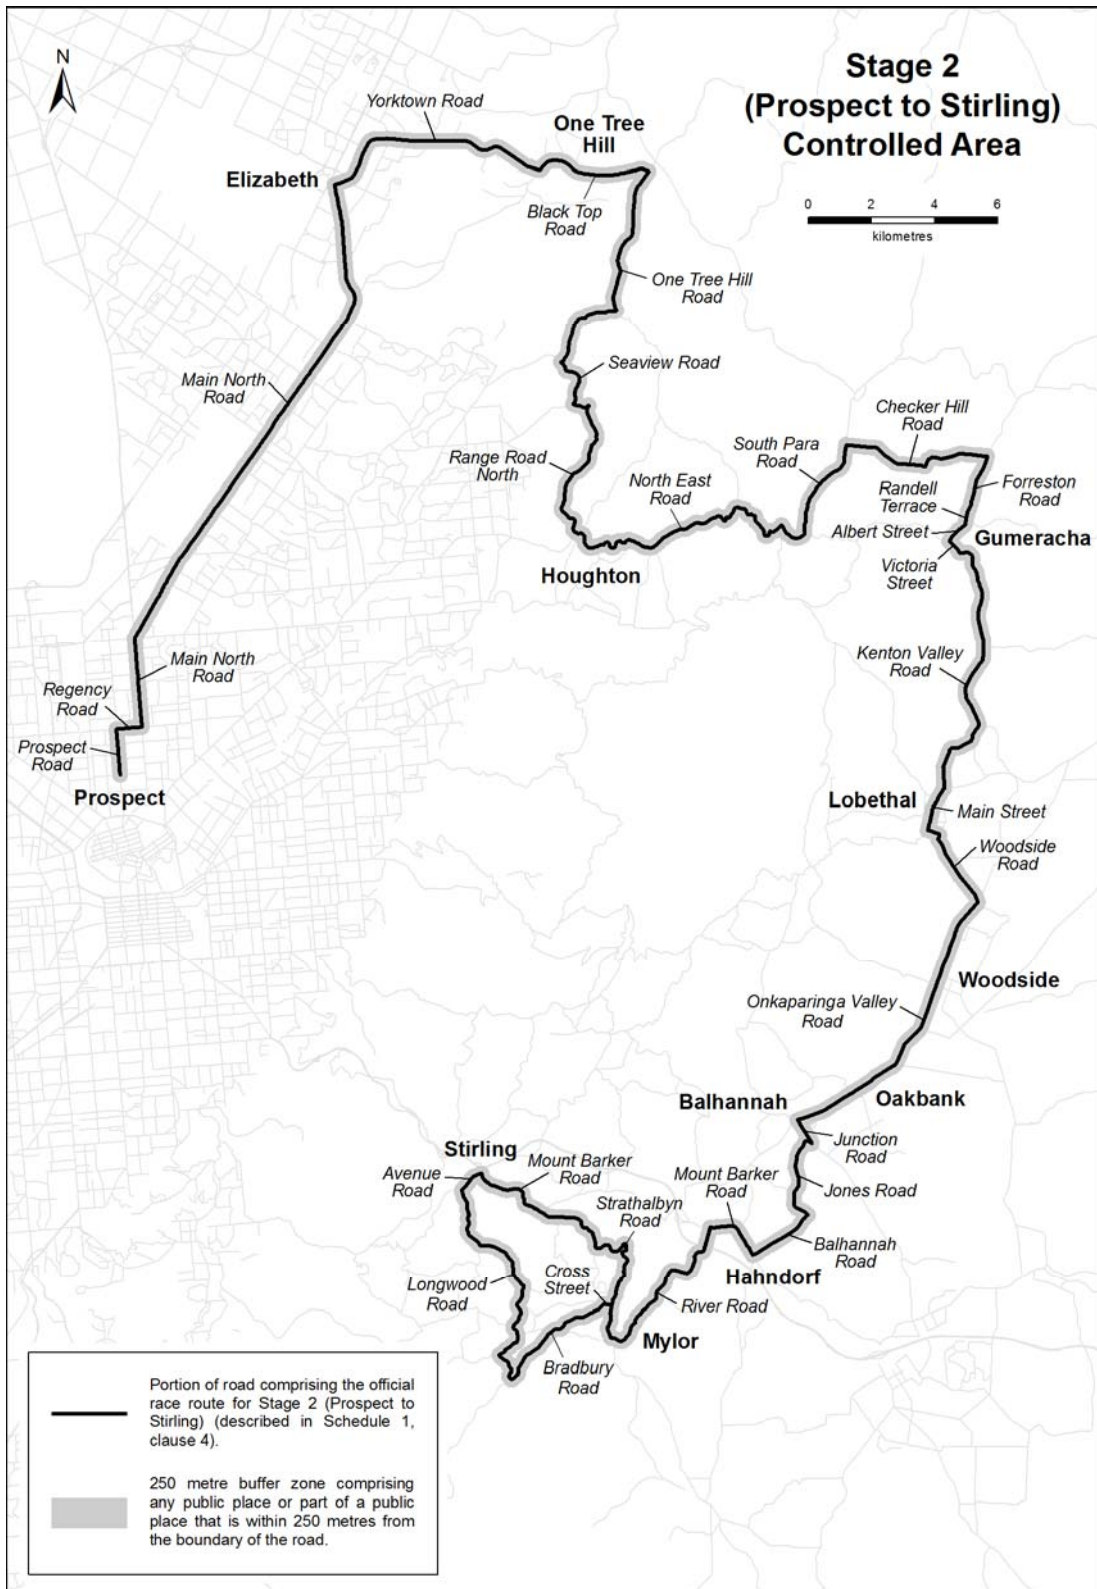 N
Stage 2
(Prospect to Stirling)
Controlled Area
0 2 4 6
kilometres
Yorktown Road
One Tree
Hill
Elizabeth
Black Top
Road
One Tree Hill
Road
Seaview Road
Main North
Road
Checker Hill
Road
South Para
Road
Range Road
North
North East
Road
Randell
Terrace
Forreston
Road
Albert Street
Gumeracha
Victoria
Street
Houghton
Main North
Road
Kenton Valley
Road
Regency
Road
Prospect
Road
Prospect
Lobethal
Main Street
Woodside
Road
Woodside
Onkaparinga Valley
Road
Oakbank
Balhannah
Junction
Road
Stirling
Mount Barker
Road
Mount Barker
Road
Avenue
Road
Jones Road
Strathalbyn
Road
Balhannah
Road
Hahndorf
Cross
Street
Longwood
Road
River Road
Mylor
Bradbury
Road
Portion of road comprising the official
race route for Stage 2 (Prospect to
Stirling) (described in Schedule 1,
clause 4).
250 metre buffer zone comprising
any public place or part of a public
place that is within 250 metres from
the boundary of the road.